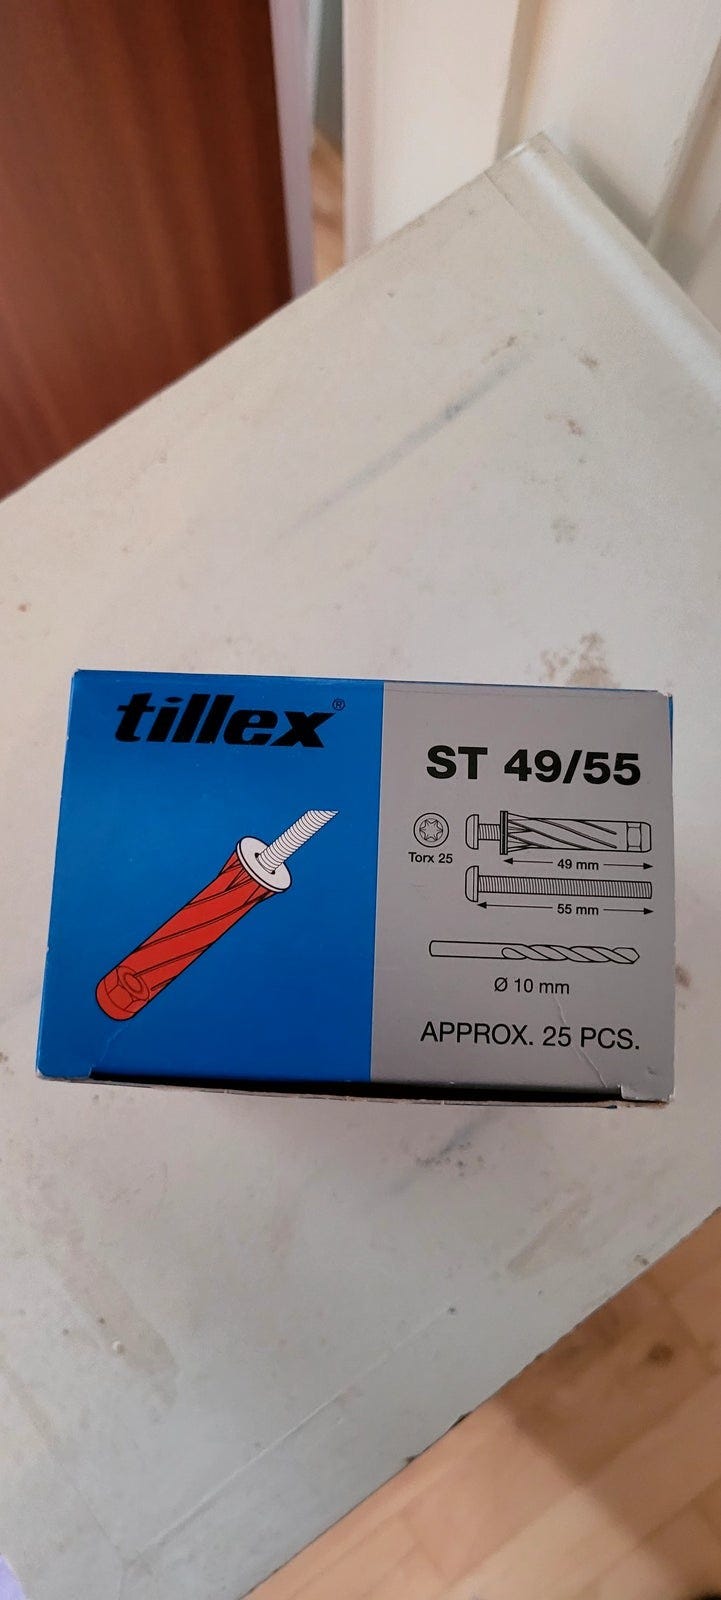 tillex®
ST 49/55
Torx 25
49 mm
55 mm
Ø 10 mm
APPROX. 25 PCS.